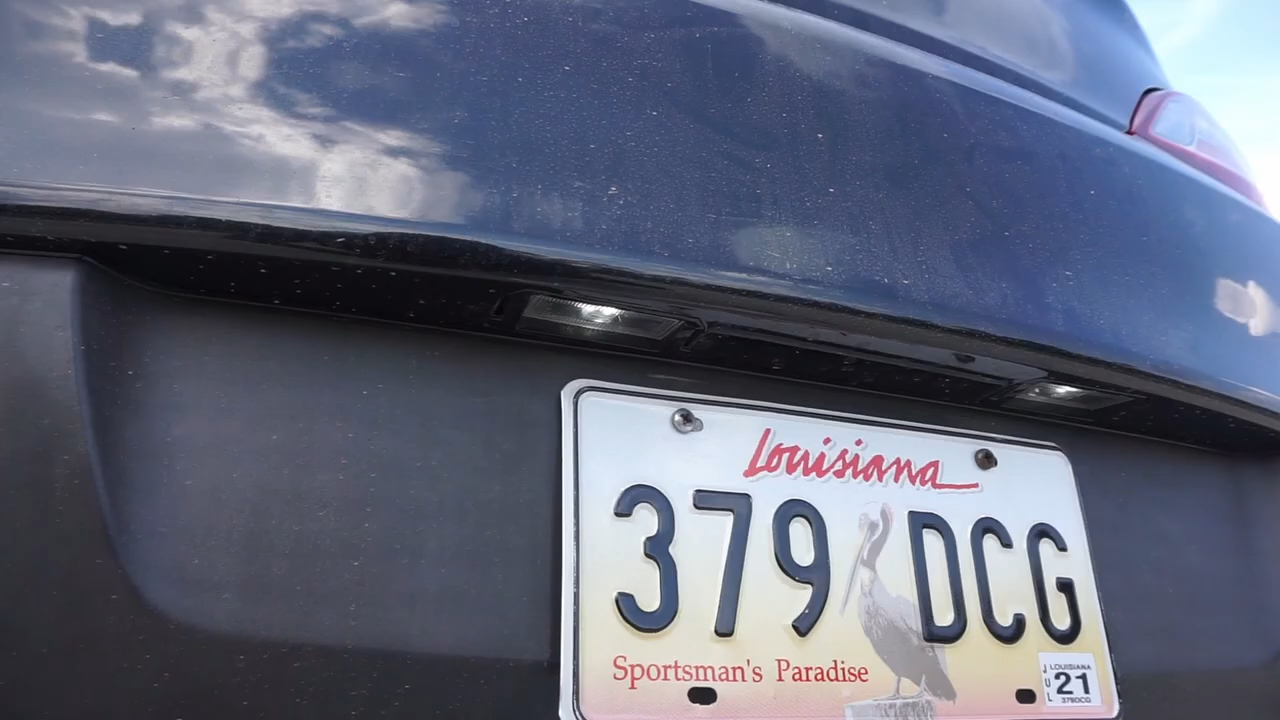 Louisiana
379 DCG
Sportsman's Paradise
JUL
LOUISIANA
21
379DCG